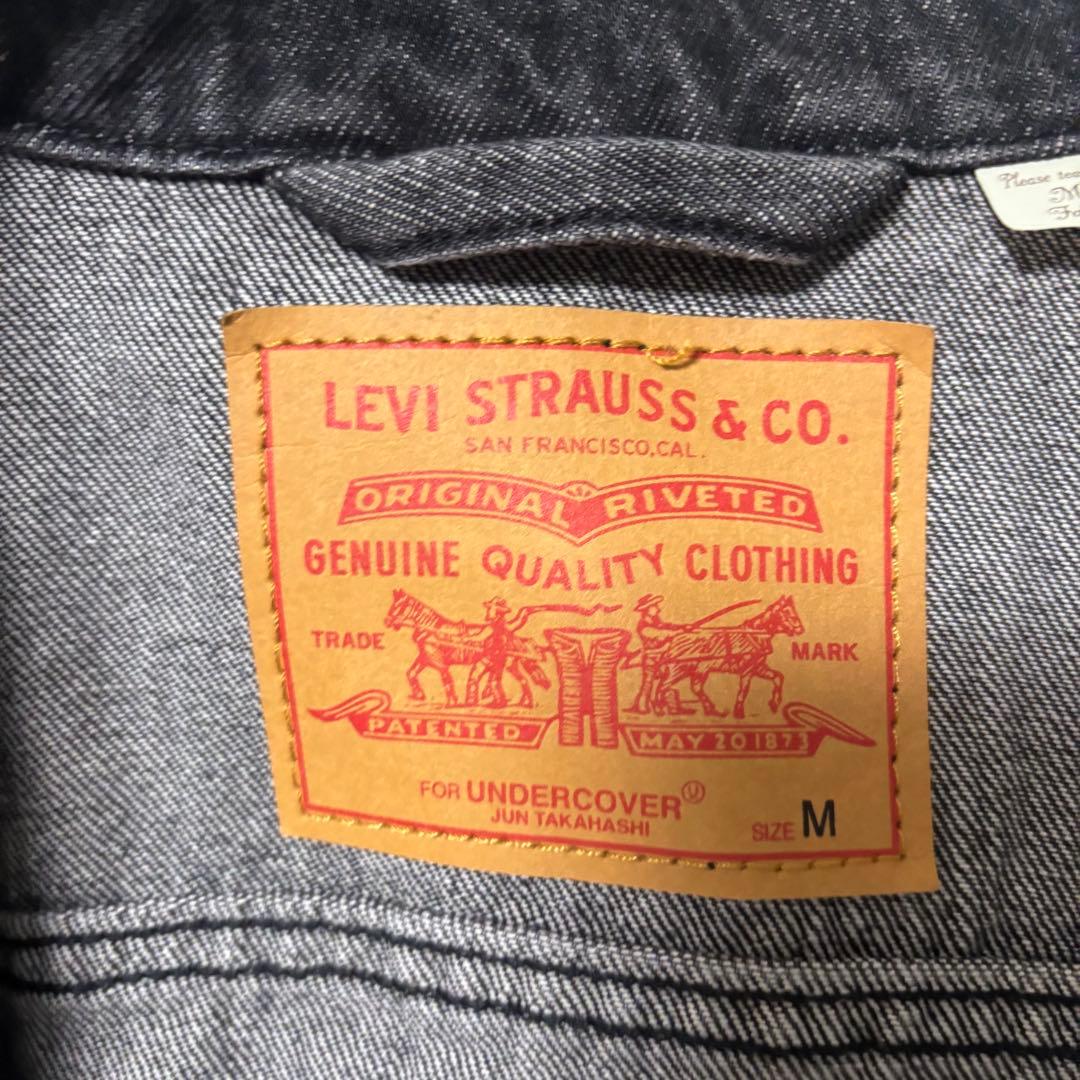 Please
LEVI STRAUSS & CO.
SAN FRANCISCO, CAL.
ORIGINAL RIVETED
GENUINE QUALITY CLOTHING
TRADE MARK
PATENTED MAY 20 1873
FOR UNDERCOVER Ⓤ
JUN TAKAHASHI
SIZE M